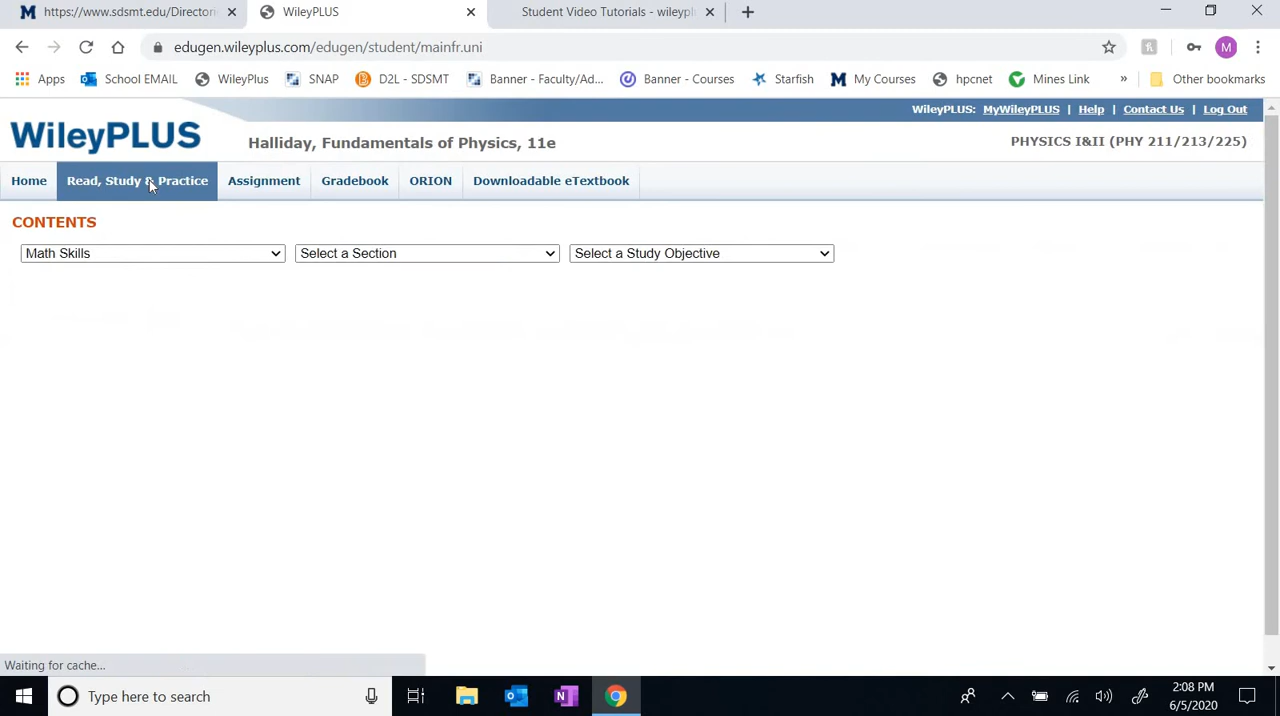 https://www.sdsmt.edu/Directori
WileyPLUS
Student Video Tutorials - wileypl
edugen.wileyplus.com/edugen/student/mainfr.uni
M
Apps
School EMAIL
WileyPlus
SNAP
D2L - SDSMT
Banner - Faculty/Ad...
Banner - Courses
Starfish
My Courses
hpcnet
Mines Link
»
Other bookmarks
WileyPLUS: MyWileyPLUS | Help | Contact Us | Log Out
WileyPLUS
Halliday, Fundamentals of Physics, 11e
PHYSICS I&II (PHY 211/213/225)
Home
Read, Study & Practice
Assignment
Gradebook
ORION
Downloadable eTextbook
CONTENTS
Math Skills
Select a Section
Select a Study Objective
Waiting for cache...
Type here to search
2:08 PM
6/5/2020